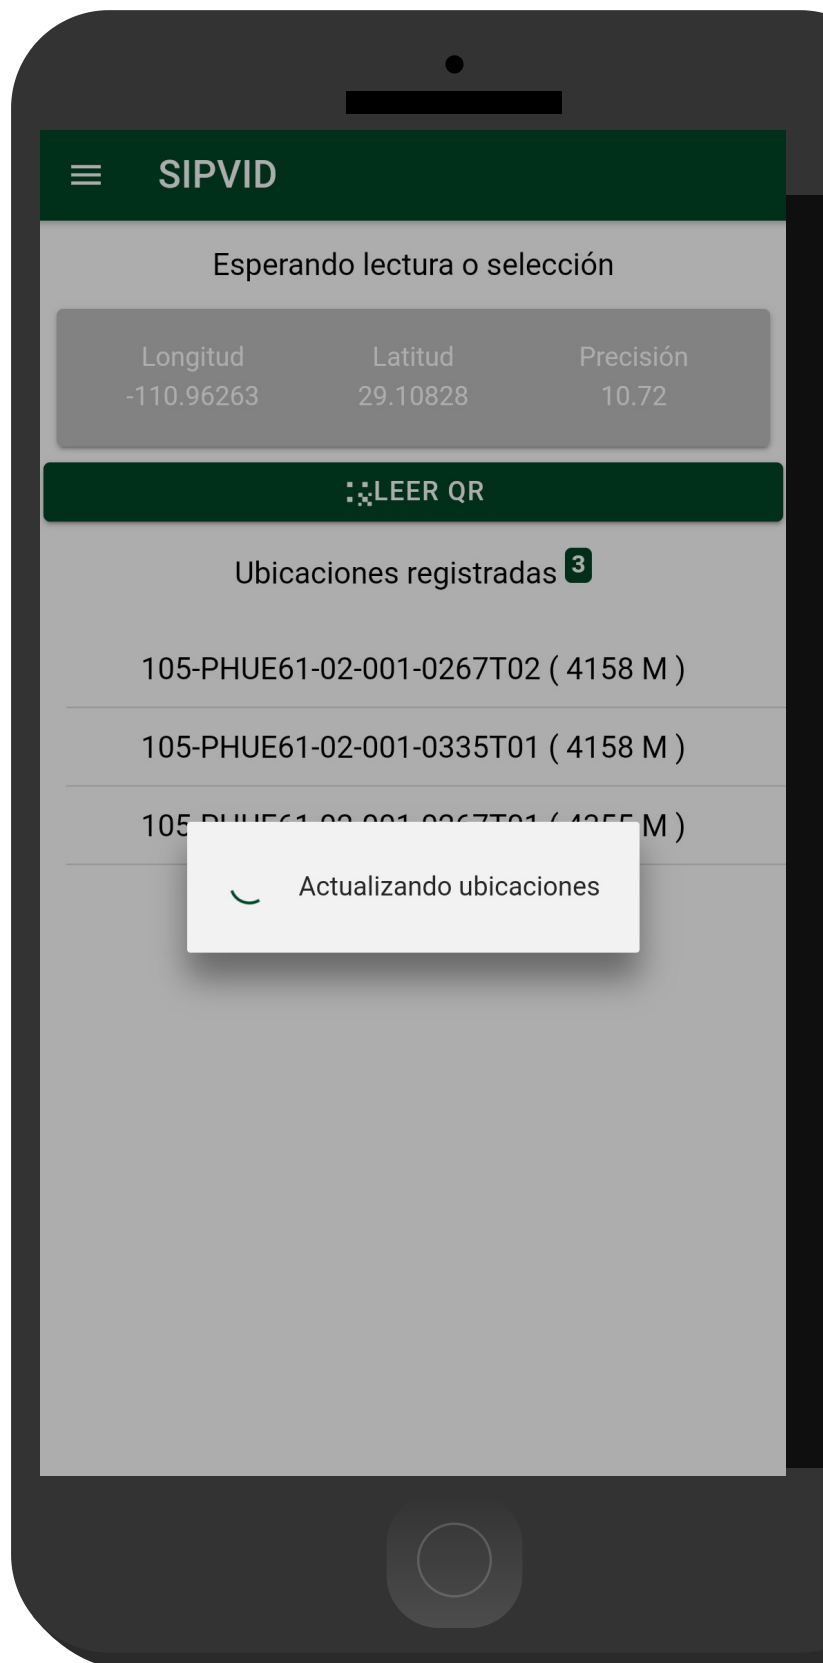 SIPVID
Esperando lectura o selección
Longitud Latitud Precisión
-110.96263 29.10828 10.72
LEER QR
Ubicaciones registradas 3
105-PHUE61-02-001-0267T02 ( 4158 M )
105-PHUE61-02-001-0335T01 ( 4158 M )
M )
Actualizando ubicaciones